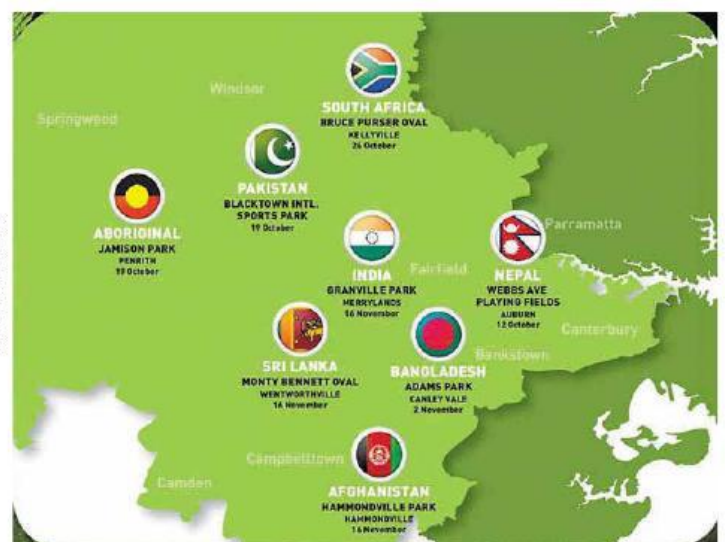 Windsor
Springwood
SOUTH AFRICA
BRUCE PURSER OVAL
KELLYVILLE
26 October
PAKISTAN
BLACKTOWN INTL.
SPORTS PARK
19 October
ABORIGINAL
JAMISON PARK
PENRITH
INDIA
GRANVILLE PARK
MERRYLANDS
16 November
Fairfield
Parramatta
NEPAL
WEBBS AVE
PLAYING FIELDS
AUBURN
12 October
Canterbury
Bankstown
SRI LANKA
MONTY BENNETT OVAL
WENTWORTHVILLE
16 November
BANGLADESH
ADAMS PARK
CANLEY VALE
2 November
Campbelltown
Camden
AFGHANISTAN
HAMMONDVILLE PARK
HAMMONDVILLE
16 November